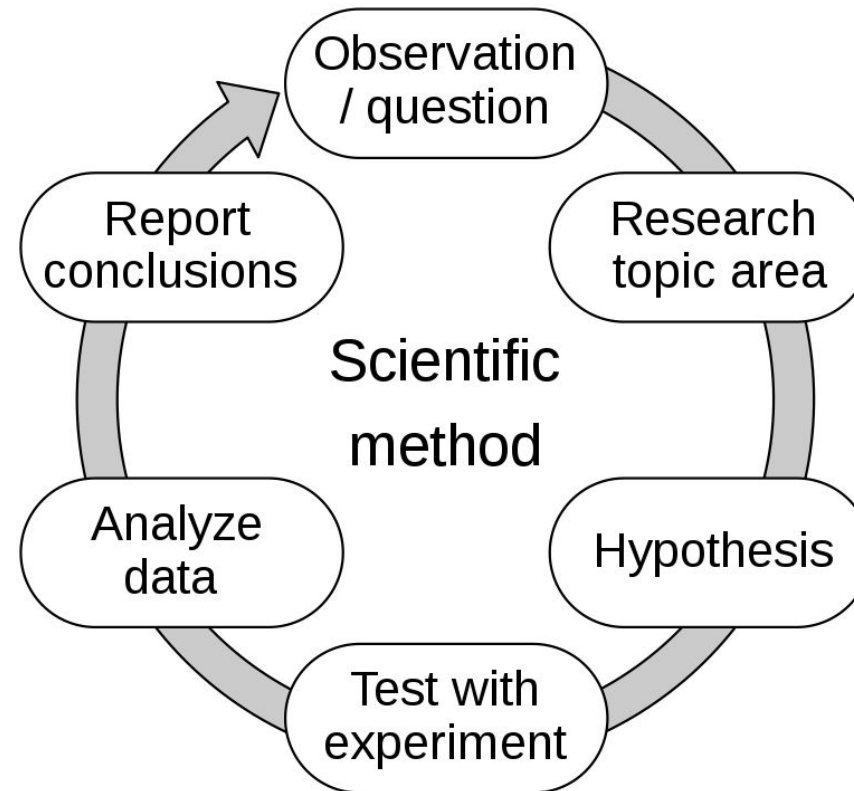 Observation
/ question
Research
topic area
Hypothesis
Test with
experiment
Analyze
data
Report
conclusions
Scientific
method